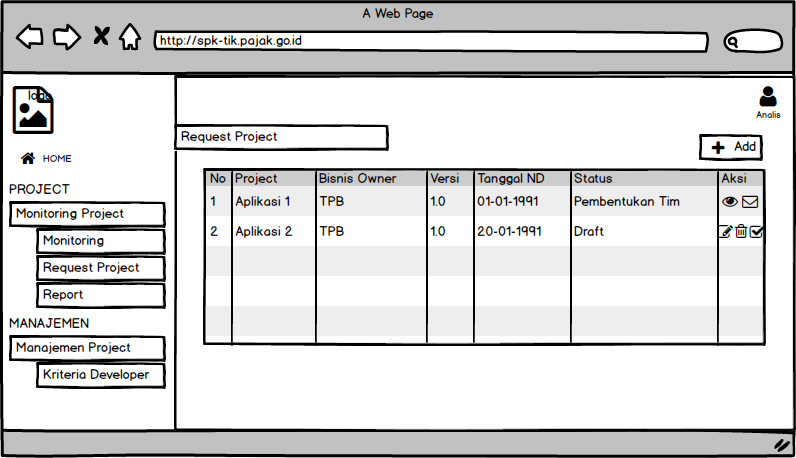 A Web Page
http://spk-tik.pajak.go.id
logo
Analis
Request Project
Add
HOME
PROJECT
Monitoring Project
Monitoring
Request Project
Report
MANAJEMEN
Manajemen Project
Kriteria Developer
No Project Bisnis Owner Versi Tanggal ND Status Aksi
1 Aplikasi 1 TPB 1.0 01-01-1991 Pembentukan Tim
2 Aplikasi 2 TPB 1.0 20-01-1991 Draft